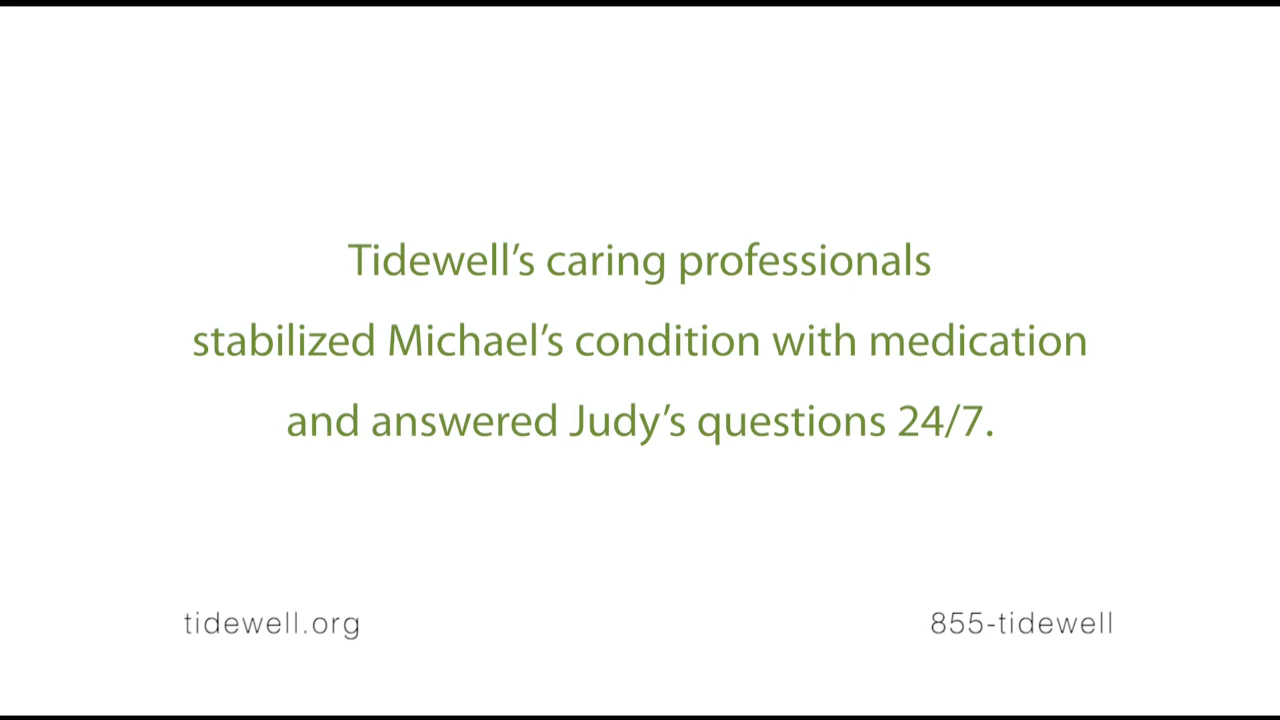 Tidewell’s caring professionals
stabilized Michael’s condition with medication
and answered Judy’s questions 24/7.
tidewell.org
855-tidewell